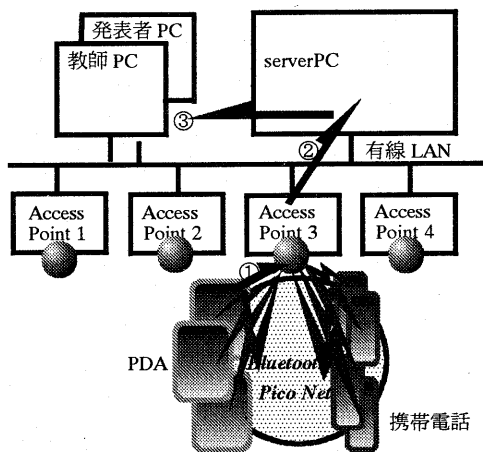 発表者 PC
教師 PC
serverPC
③
②
有線 LAN
Access
Point 1
Access
Point 2
Access
Point 3
Access
Point 4
①
PDA
Pico Net
携帯電話